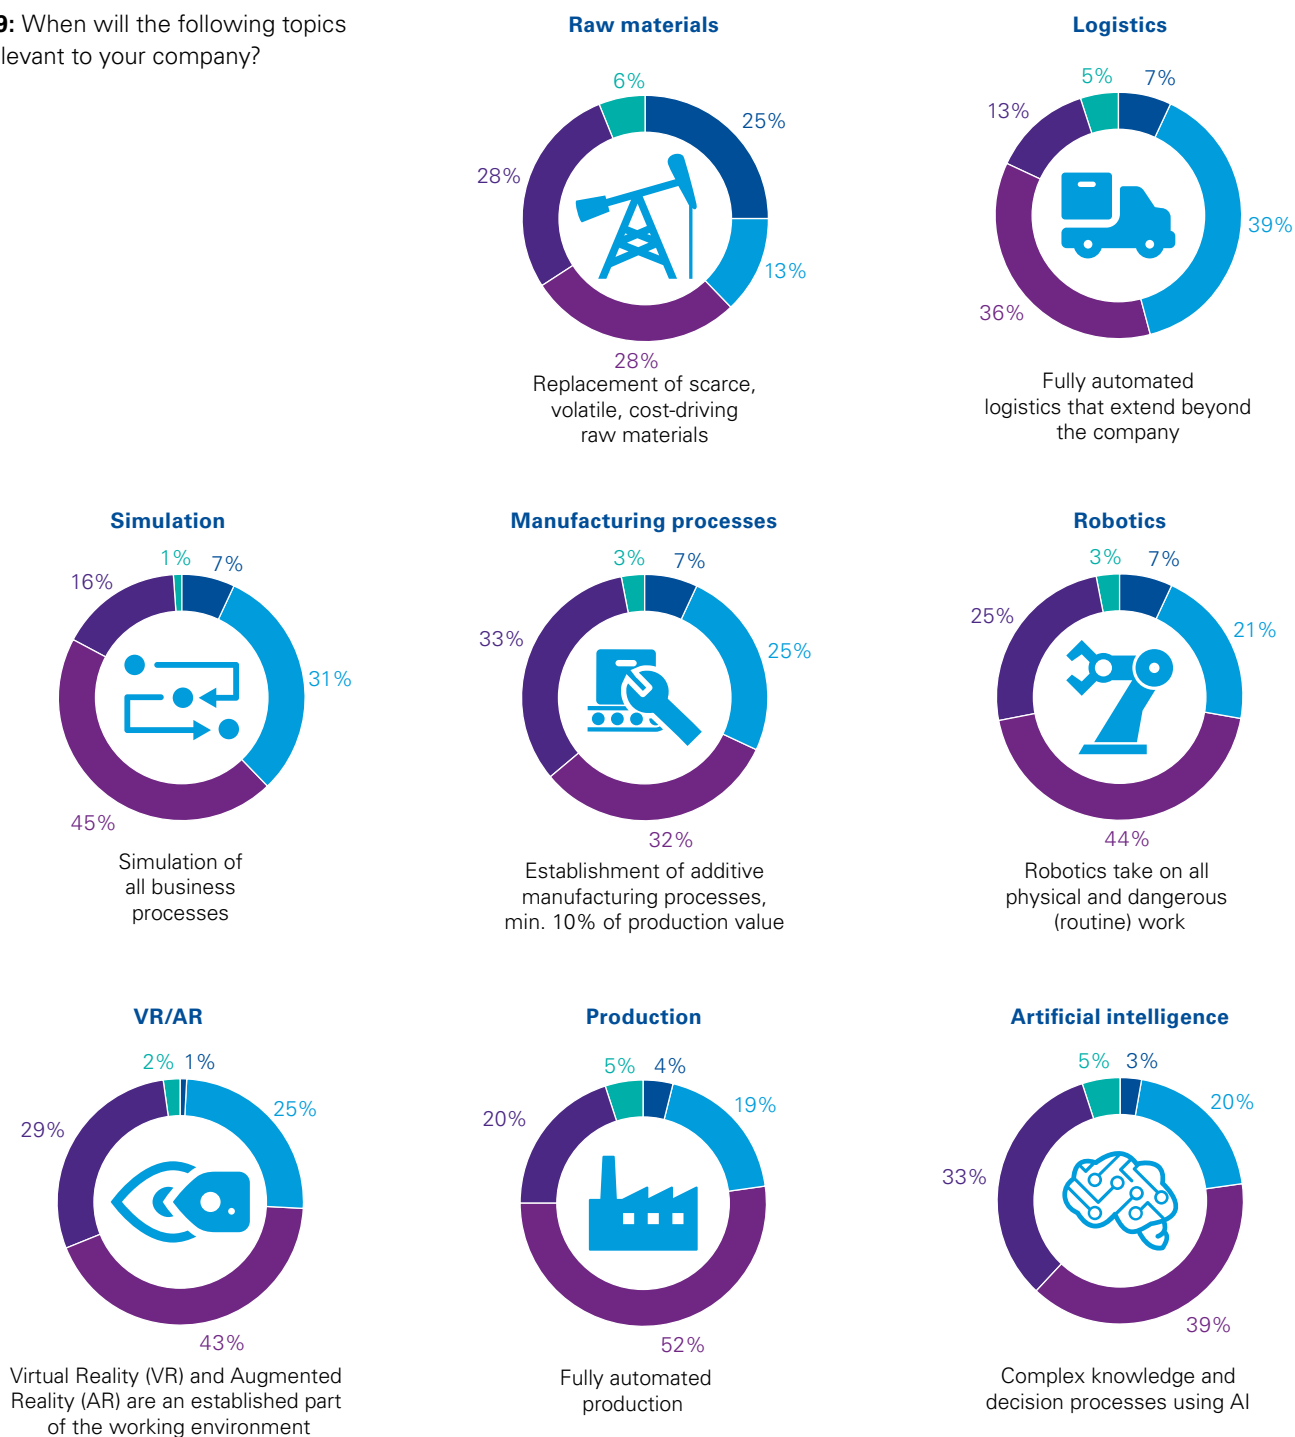 9: When will the following topics
levant to your company?
Raw materials
6%
25%
28%
13%
28%
Replacement of scarce,
volatile, cost-driving
raw materials
Logistics
5%
7%
13%
39%
36%
Fully automated
logistics that extend beyond
the company
Simulation
1%
7%
16%
31%
45%
Simulation of
all business
processes
Manufacturing processes
3%
7%
33%
25%
32%
Establishment of additive
manufacturing processes,
min. 10% of production value
Robotics
3%
7%
25%
21%
44%
Robotics take on all
physical and dangerous
(routine) work
VR/AR
2%
1%
25%
29%
43%
Virtual Reality (VR) and Augmented
Reality (AR) are an established part
of the working environment
Production
5%
4%
20%
19%
52%
Fully automated
production
Artificial intelligence
5%
3%
20%
33%
39%
Complex knowledge and
decision processes using AI